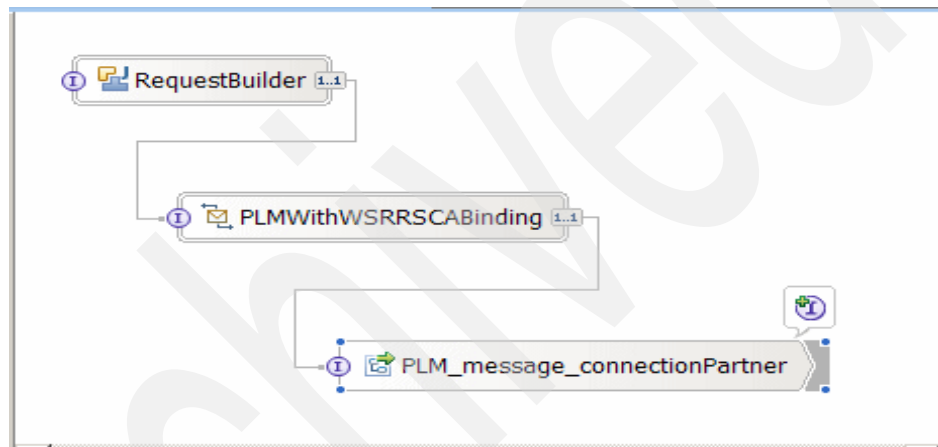 RequestBuilder 1..1
PLMWithWSRRSCABinding 1..1
PLM_message_connectionPartner